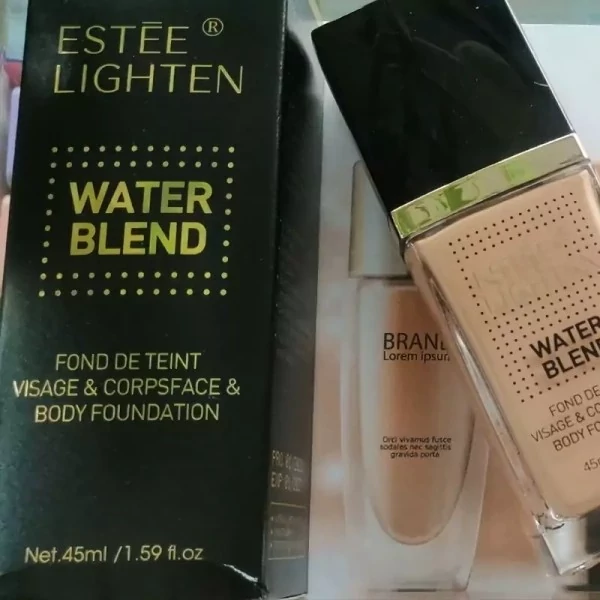 ESTĒE ®
LIGHTEN
WATER
BLEND
FOND DE TEINT
VISAGE & CORPSFACE &
BODY FOUNDATION
Net.45ml /1.59 fl.oz
BRAND
Lorem ipsum
Orci vivamus fusce
sodales nec sagittis
gravida porta
WATER
BLEND
FOND DE
VISAGE & CO
BODY FO
45